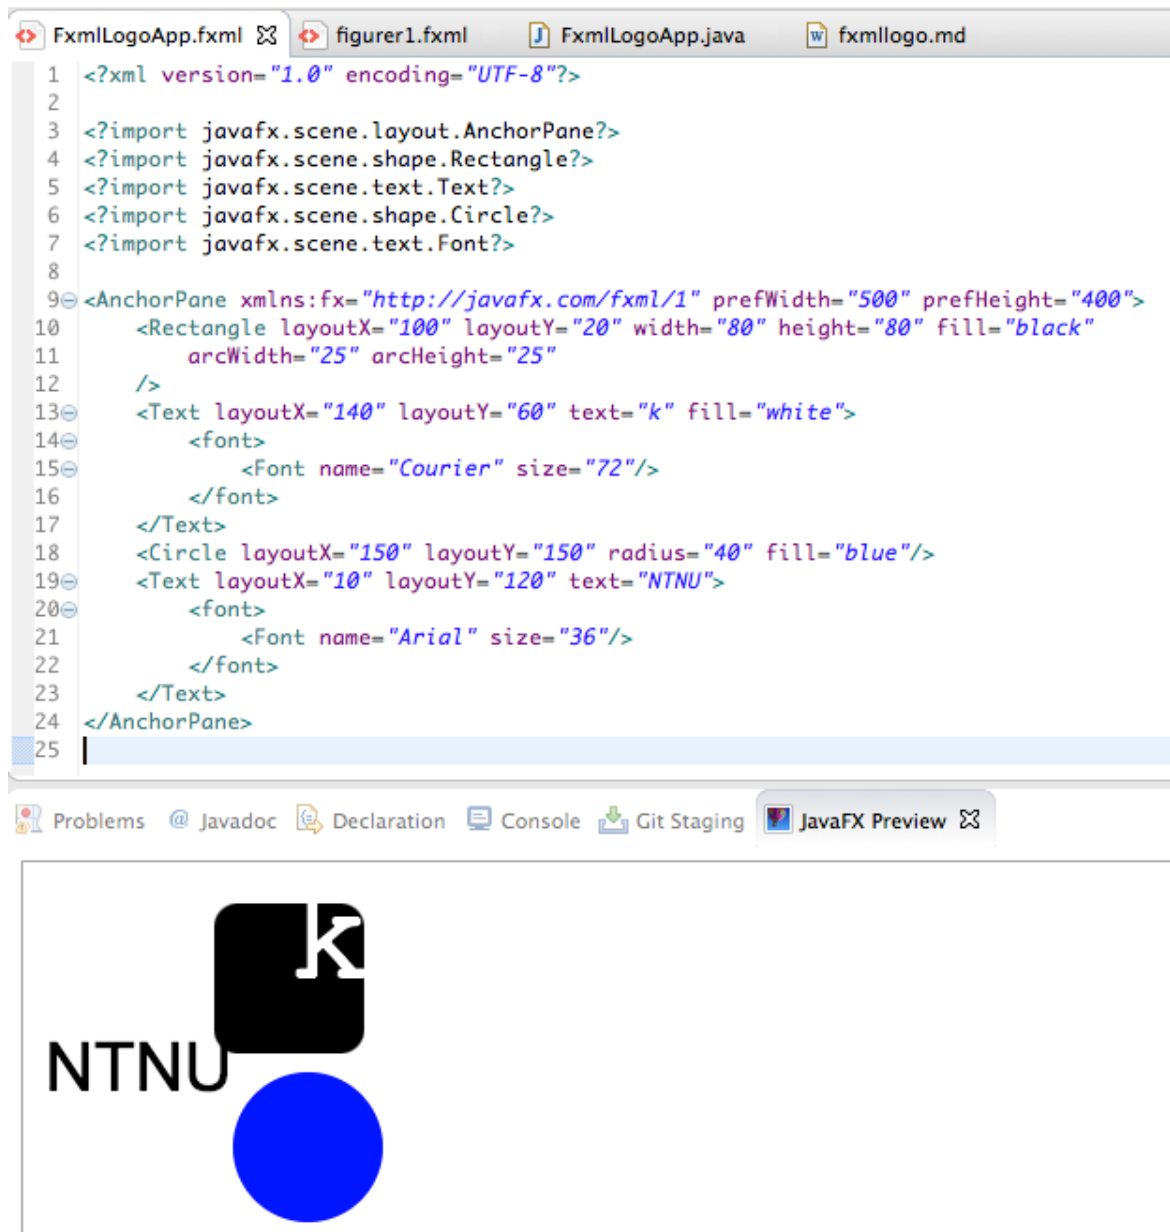 FxmlLogoApp.fxml figurer1.fxml FxmlLogoApp.java fxmllogo.md
1 <?xml version="1.0" encoding="UTF-8"?>
2
3 <?import javafx.scene.layout.AnchorPane?>
4 <?import javafx.scene.shape.Rectangle?>
5 <?import javafx.scene.text.Text?>
6 <?import javafx.scene.shape.Circle?>
7 <?import javafx.scene.text.Font?>
8
9 <AnchorPane xmlns:fx="http://javafx.com/fxml/1" prefWidth="500" prefHeight="400">
10     <Rectangle layoutX="100" layoutY="20" width="80" height="80" fill="black"
11         arcWidth="25" arcHeight="25"
12     />
13     <Text layoutX="140" layoutY="60" text="k" fill="white">
14         <font>
15             <Font name="Courier" size="72"/>
16         </font>
17     </Text>
18     <Circle layoutX="150" layoutY="150" radius="40" fill="blue"/>
19     <Text layoutX="10" layoutY="120" text="NTNU">
20         <font>
21             <Font name="Arial" size="36"/>
22         </font>
23     </Text>
24 </AnchorPane>
25
Problems @ Javadoc Declaration Console Git Staging JavaFX Preview
k
NTNU